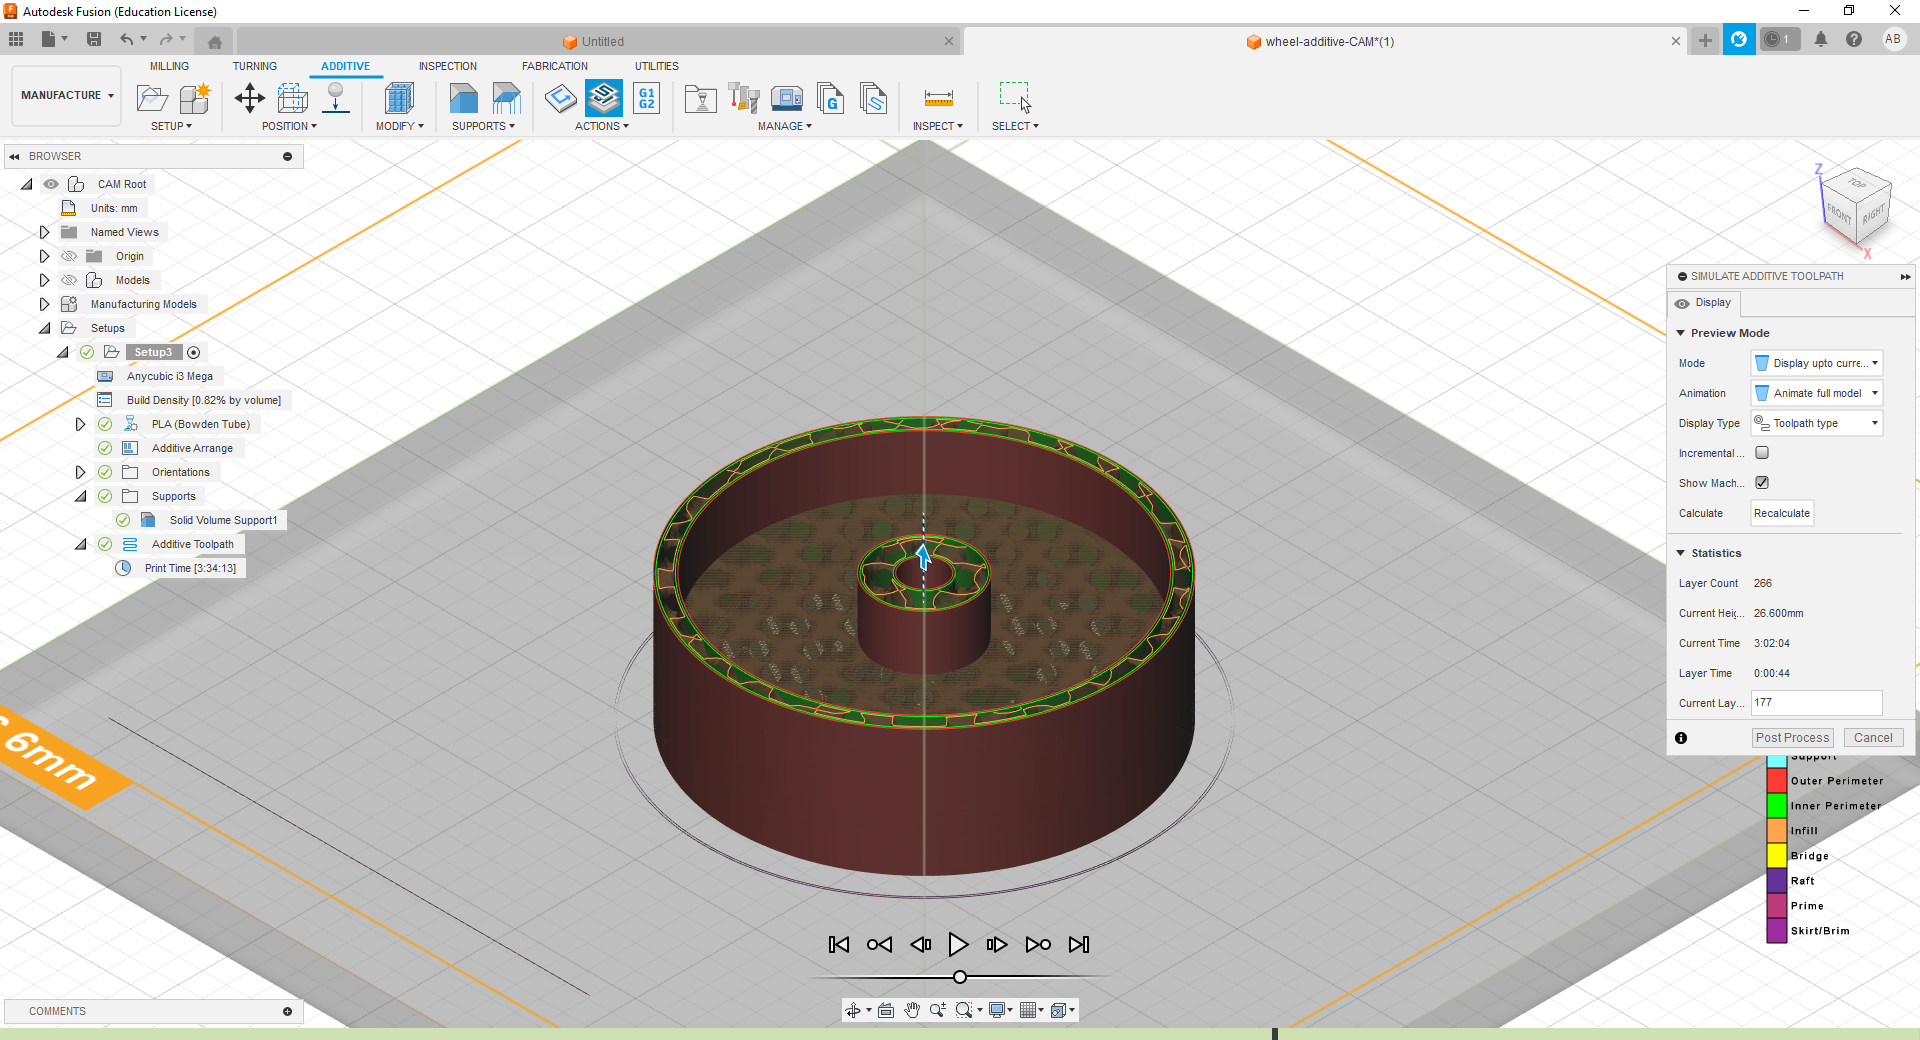 Autodesk Fusion (Education License)
Untitled
wheel-additive-CAM*(1)
1
AB
MANUFACTURE
MILLING
TURNING
ADDITIVE
INSPECTION
FABRICATION
UTILITIES
G1
G2
G
SETUP
POSITION
MODIFY
SUPPORTS
ACTIONS
MANAGE
INSPECT
SELECT
BROWSER
CAM Root
Units: mm
Named Views
Origin
Models
Manufacturing Models
Setups
Setup3
Anycubic i3 Mega
Build Density [0.82% by volume]
PLA (Bowden Tube)
Additive Arrange
Orientations
Supports
Solid Volume Support1
Additive Toolpath
Print Time [3:34:13]
6mm
Z
TOP
FRONT
RIGHT
X
SIMULATE ADDITIVE TOOLPATH
Display
Preview Mode
Mode Display upto curre...
Animation Animate full model
Display Type Toolpath type
Incremental ...
Show Mach...
Calculate Recalculate
Statistics
Layer Count 266
Current Heig... 26.600mm
Current Time 3:02:04
Layer Time 0:00:44
Current Lay... 177
Post Process Cancel
Support
Outer Perimeter
Inner Perimeter
Infill
Bridge
Raft
Prime
Skirt/Brim
COMMENTS